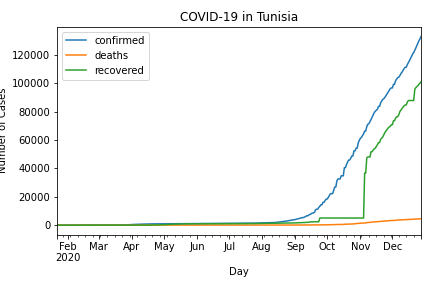 COVID-19 in Tunisia
confirmed
deaths
recovered
120000
100000
80000
60000
40000
20000
0
Number of Cases
Feb Mar Apr May Jun Jul Aug Sep Oct Nov Dec
2020
Day